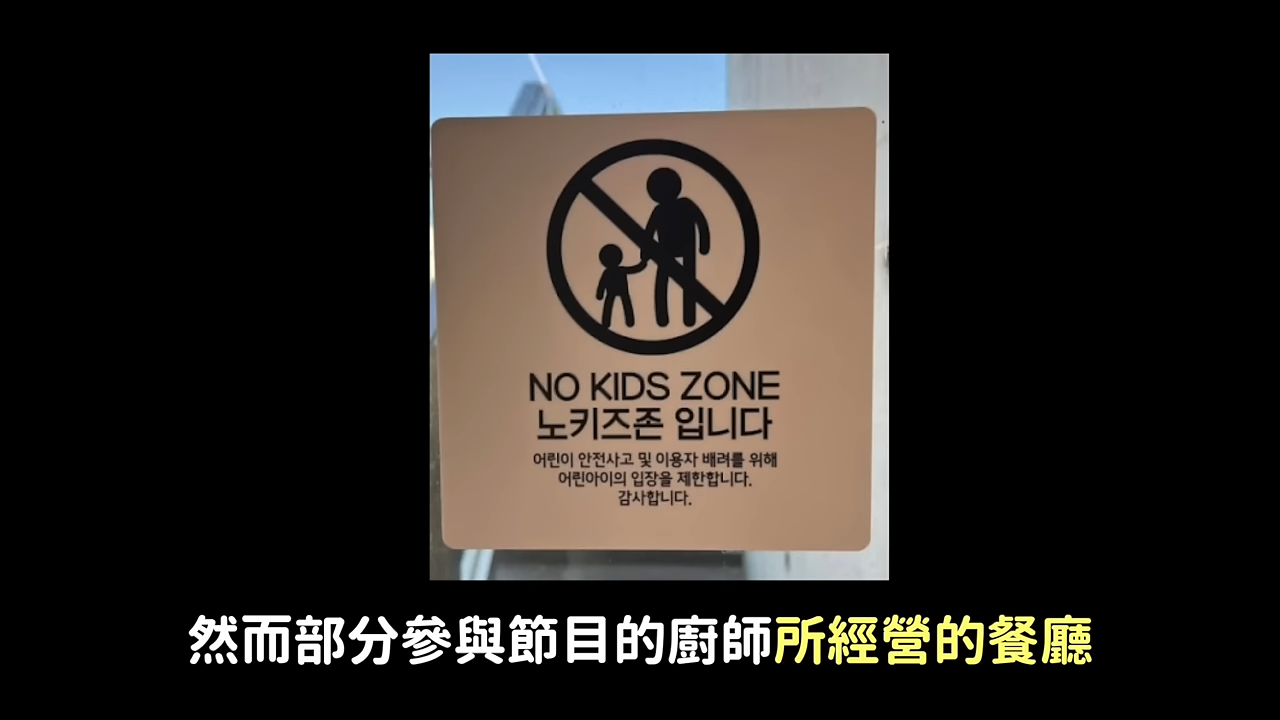 NO KIDS ZONE
노키즈존 입니다
어린이 안전사고 및 이용자 배려를 위해
어린아이의 입장을 제한합니다.
감사합니다.
然而部分參與節目的廚師所經營的餐廳